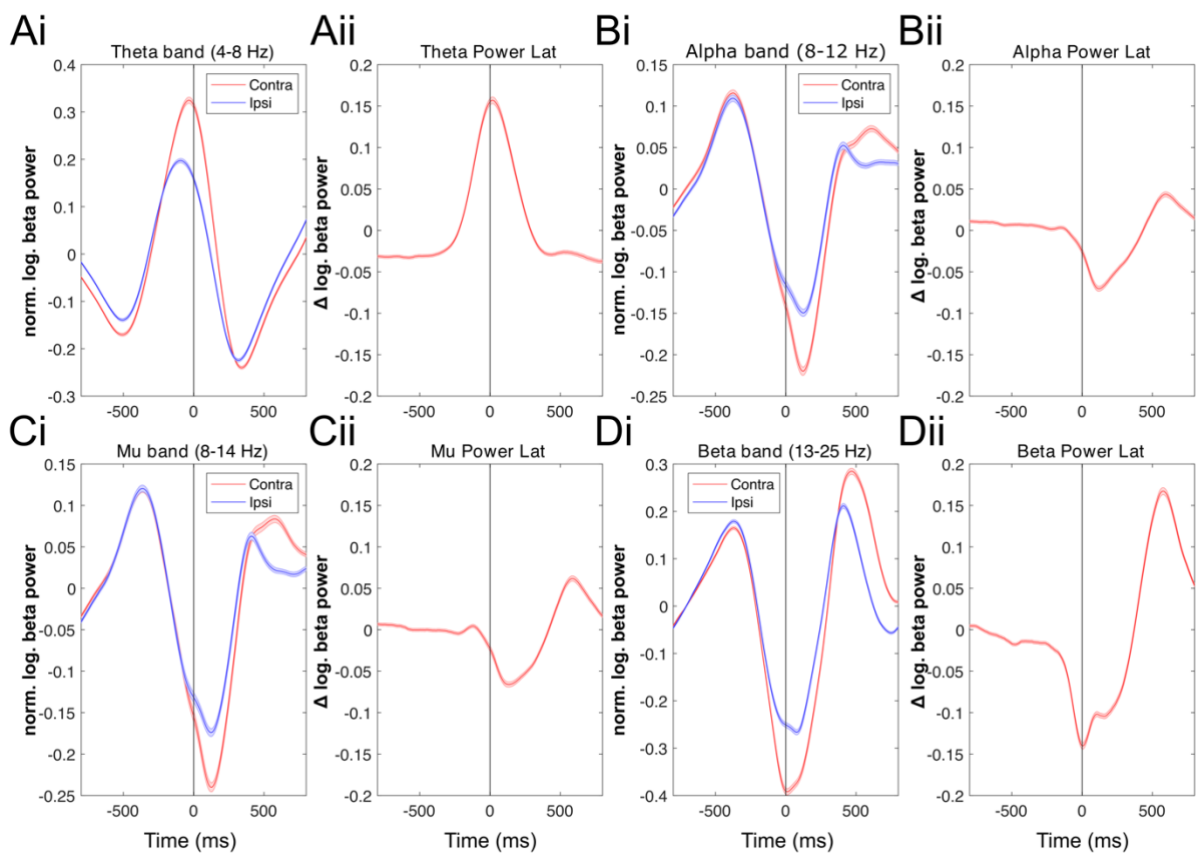 Ai
Theta band (4-8 Hz)
Contra
Ipsi
norm. log. beta power
0.4
0.3
0.2
0.1
0
-0.1
-0.2
-0.3
-500
0
500
Aii
Theta Power Lat
Δ log. beta power
0.2
0.15
0.1
0.05
0
-0.05
-0.1
-0.15
-0.2
-500
0
500
Bi
Alpha band (8-12 Hz)
Contra
Ipsi
norm. log. beta power
0.15
0.1
0.05
0
-0.05
-0.1
-0.15
-0.2
-0.25
-500
0
500
Bii
Alpha Power Lat
Δ log. beta power
0.2
0.15
0.1
0.05
0
-0.05
-0.1
-0.15
-0.2
-500
0
500
Ci
Mu band (8-14 Hz)
Contra
Ipsi
norm. log. beta power
0.15
0.1
0.05
0
-0.05
-0.1
-0.15
-0.2
-0.25
-500
0
500
Time (ms)
Cii
Mu Power Lat
Δ log. beta power
0.2
0.15
0.1
0.05
0
-0.05
-0.1
-0.15
-0.2
-500
0
500
Time (ms)
Di
Beta band (13-25 Hz)
Contra
Ipsi
norm. log. beta power
0.3
0.2
0.1
0
-0.1
-0.2
-0.3
-0.4
-500
0
500
Time (ms)
Dii
Beta Power Lat
Δ log. beta power
0.2
0.15
0.1
0.05
0
-0.05
-0.1
-0.15
-0.2
-500
0
500
Time (ms)